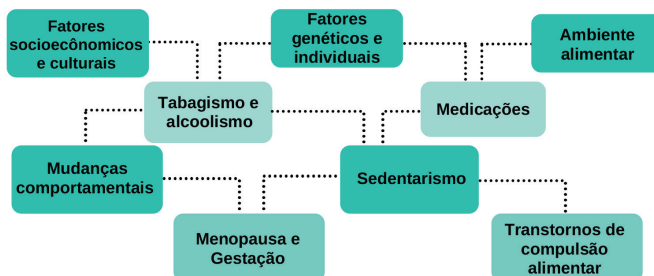 Fatores
socioecônomicos
e culturais
Fatores
genéticos e
individuais
Ambiente
alimentar
Tabagismo e
alcoolismo
Medicações
Mudanças
comportamentais
Sedentarismo
Menopausa e
Gestação
Transtornos de
compulsão
alimentar